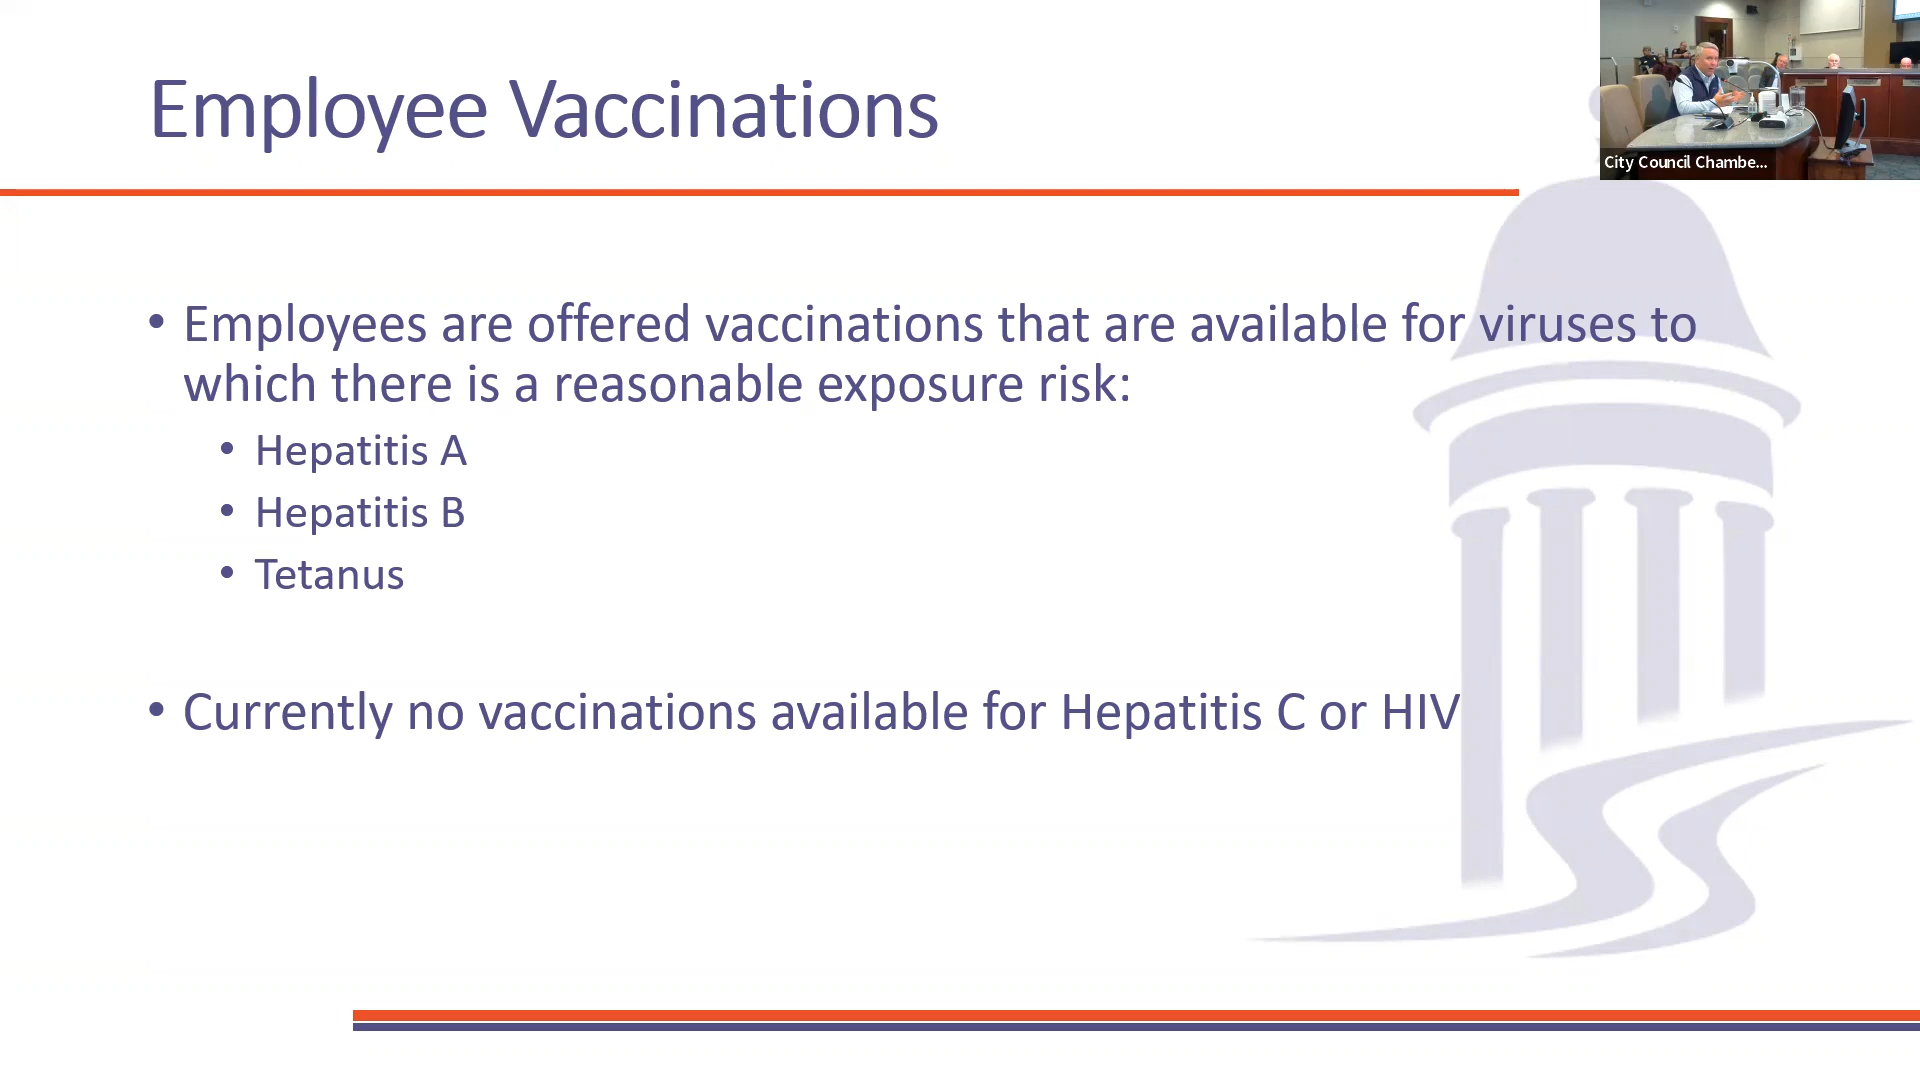 Employee Vaccinations
City Council Chambe...
• Employees are offered vaccinations that are available for viruses to
which there is a reasonable exposure risk:
• Hepatitis A
• Hepatitis B
• Tetanus
• Currently no vaccinations available for Hepatitis C or HIV